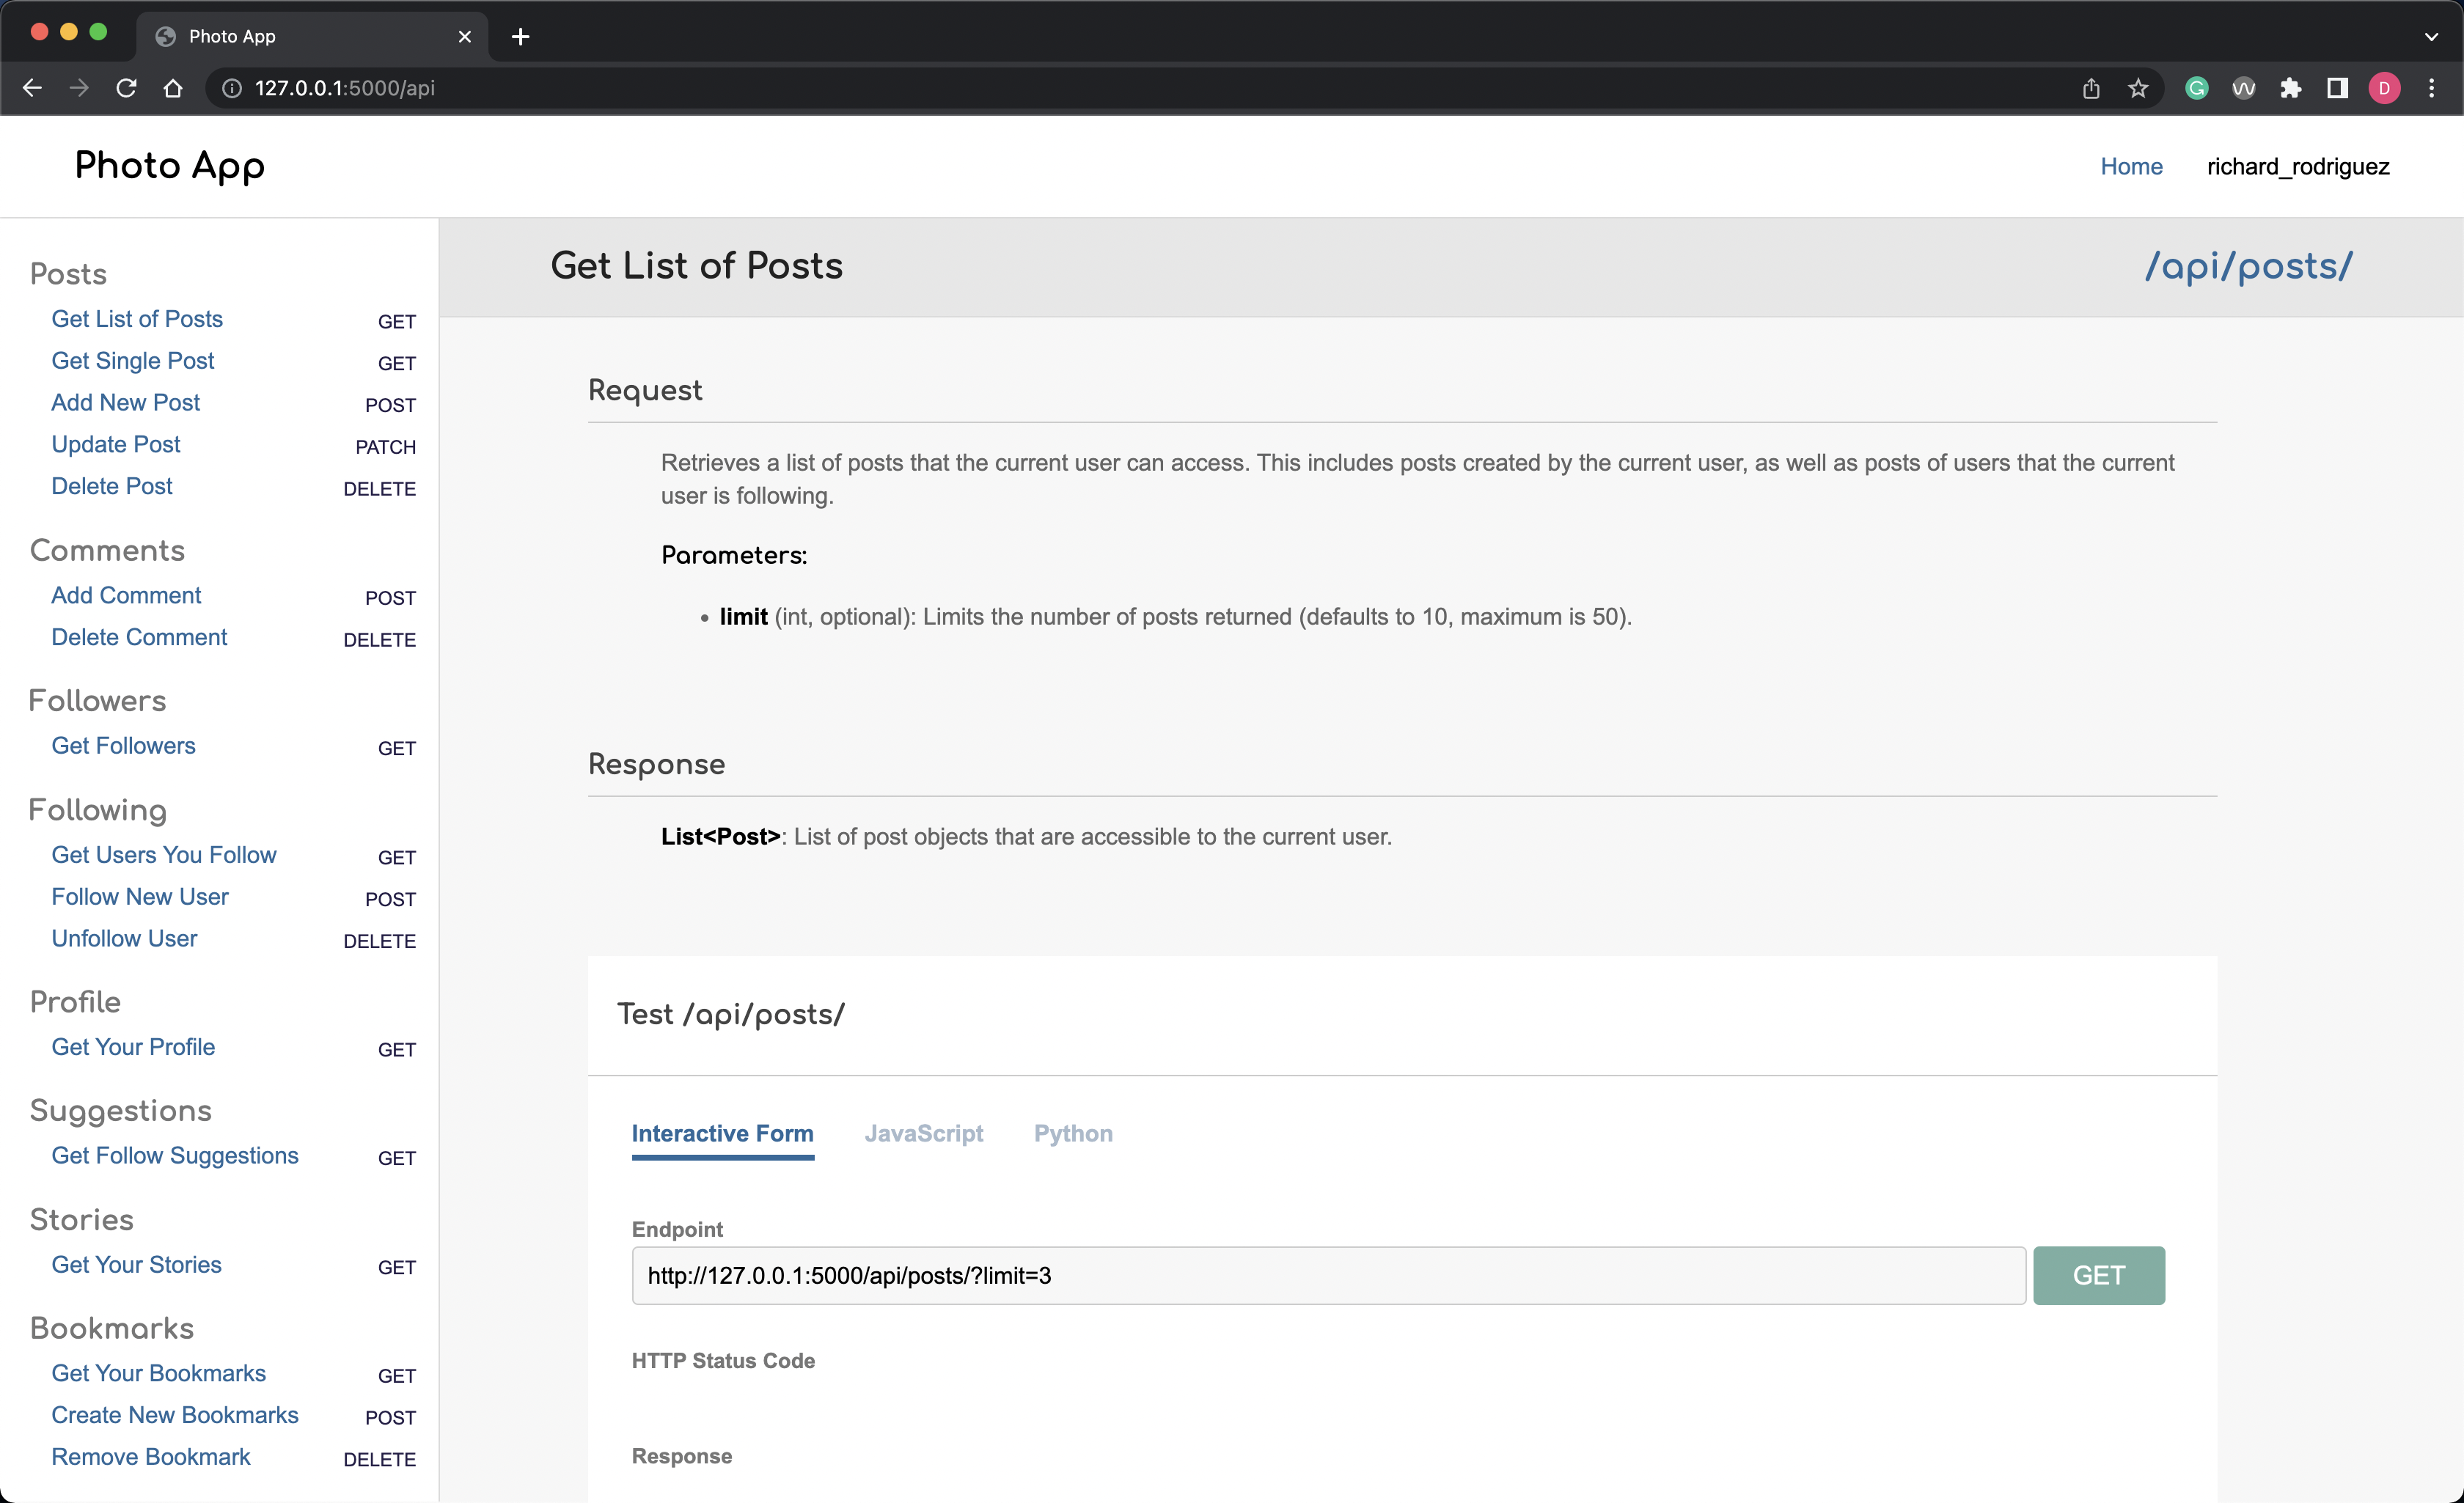 Photo App
127.0.0.1:5000/api
D
Photo App
Home richard_rodriguez
Posts
Get List of Posts GET
Get Single Post GET
Add New Post POST
Update Post PATCH
Delete Post DELETE
Comments
Add Comment POST
Delete Comment DELETE
Followers
Get Followers GET
Following
Get Users You Follow GET
Follow New User POST
Unfollow User DELETE
Profile
Get Your Profile GET
Suggestions
Get Follow Suggestions GET
Stories
Get Your Stories GET
Bookmarks
Get Your Bookmarks GET
Create New Bookmarks POST
Remove Bookmark DELETE
Get List of Posts /api/posts/
Request
Retrieves a list of posts that the current user can access. This includes posts created by the current user, as well as posts of users that the current
user is following.
Parameters:
• limit (int, optional): Limits the number of posts returned (defaults to 10, maximum is 50).
Response
List<Post>: List of post objects that are accessible to the current user.
Test /api/posts/
Interactive Form JavaScript Python
Endpoint
http://127.0.0.1:5000/api/posts/?limit=3 GET
HTTP Status Code
Response